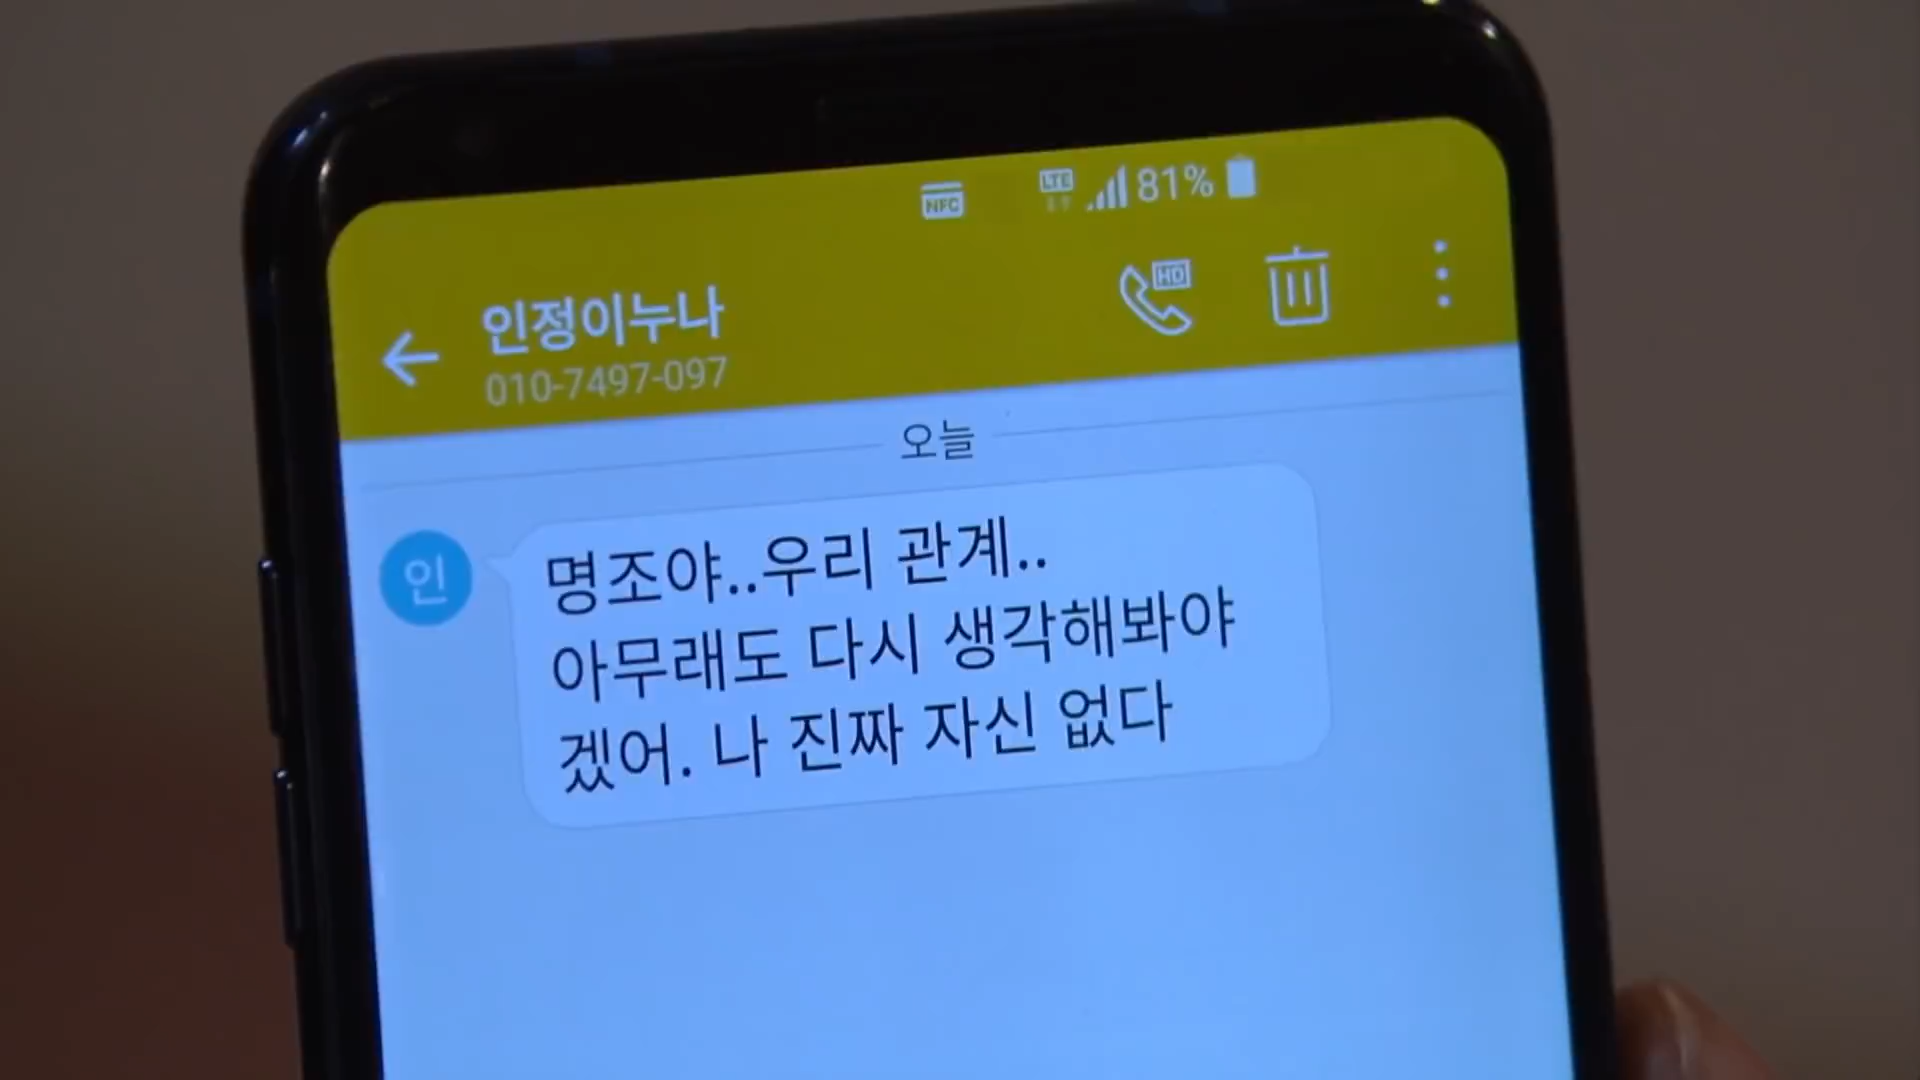 NFC LTE 81%
인정이누나
HD
010-7497-097
오늘
인
명조야..우리 관계..
아무래도 다시 생각해봐야
겠어. 나 진짜 자신 없다